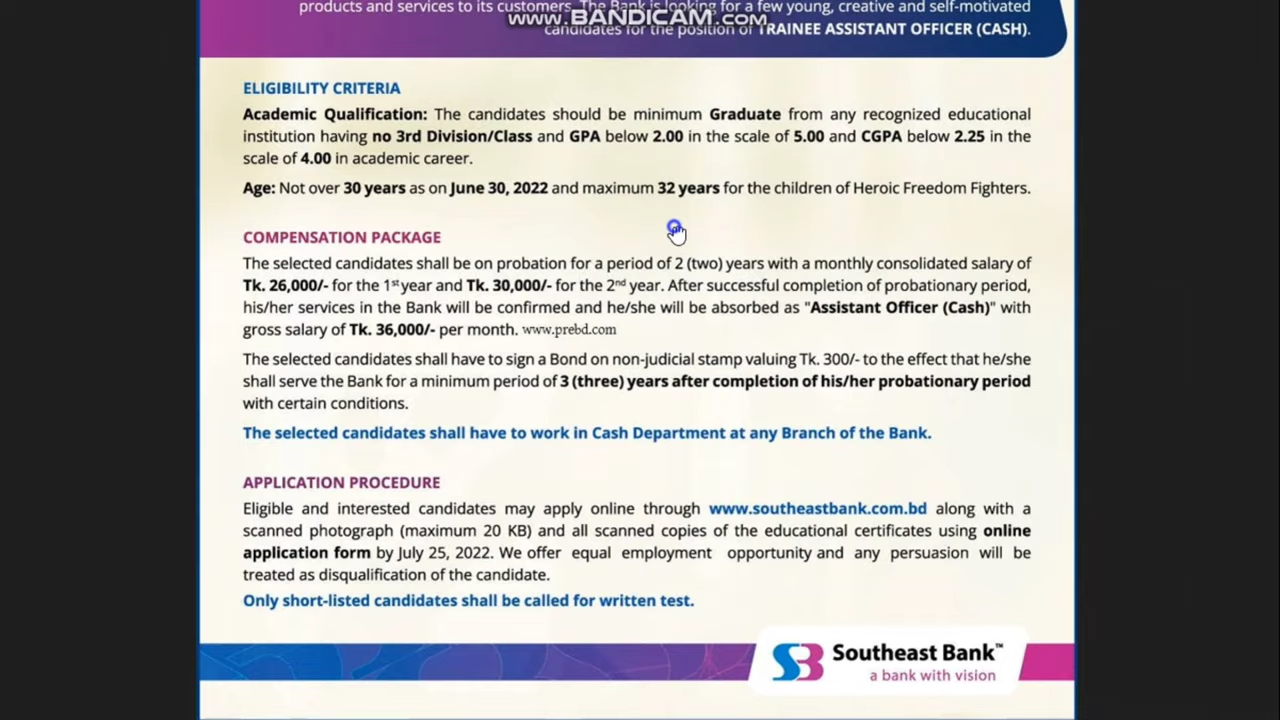 products and services to its customers. The Bank is looking for a few young, creative and self-motivated
www.BANDICAM.com
candidates for the position of TRAINEE ASSISTANT OFFICER (CASH).
ELIGIBILITY CRITERIA
Academic Qualification: The candidates should be minimum Graduate from any recognized educational
institution having no 3rd Division/Class and GPA below 2.00 in the scale of 5.00 and CGPA below 2.25 in the
scale of 4.00 in academic career.
Age: Not over 30 years as on June 30, 2022 and maximum 32 years for the children of Heroic Freedom Fighters.
COMPENSATION PACKAGE
The selected candidates shall be on probation for a period of 2 (two) years with a monthly consolidated salary of
Tk. 26,000/- for the 1st year and Tk. 30,000/- for the 2nd year. After successful completion of probationary period,
his/her services in the Bank will be confirmed and he/she will be absorbed as "Assistant Officer (Cash)" with
gross salary of Tk. 36,000/- per month. www.prebd.com
The selected candidates shall have to sign a Bond on non-judicial stamp valuing Tk. 300/- to the effect that he/she
shall serve the Bank for a minimum period of 3 (three) years after completion of his/her probationary period
with certain conditions.
The selected candidates shall have to work in Cash Department at any Branch of the Bank.
APPLICATION PROCEDURE
Eligible and interested candidates may apply online through www.southeastbank.com.bd along with a
scanned photograph (maximum 20 KB) and all scanned copies of the educational certificates using online
application form by July 25, 2022. We offer equal employment opportunity and any persuasion will be
treated as disqualification of the candidate.
Only short-listed candidates shall be called for written test.
Southeast Bank™
a bank with vision